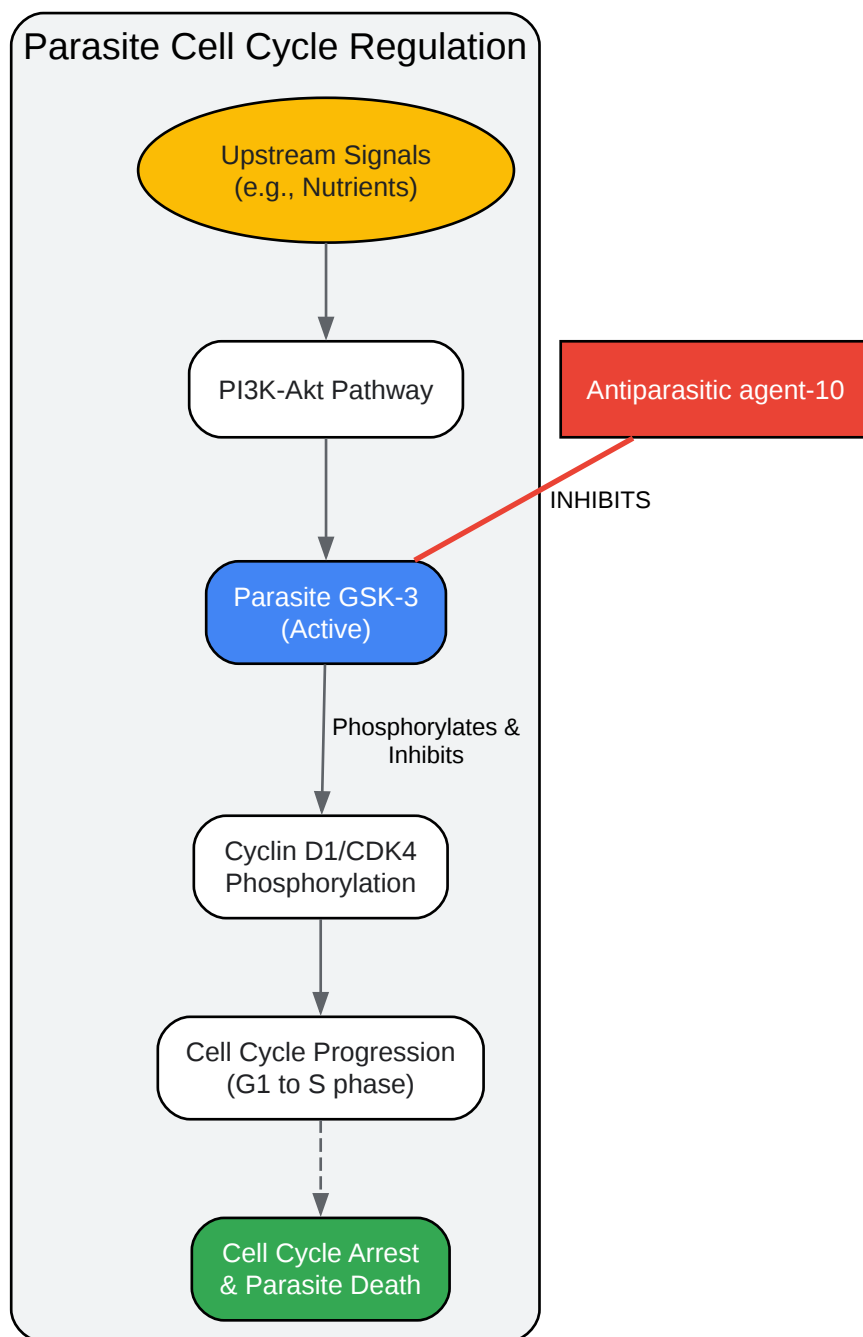 Parasite Cell Cycle Regulation
Upstream Signals
(e.g., Nutrients)
PI3K-Akt Pathway
Antiparasitic agent-10
INHIBITS
Parasite GSK-3
(Active)
Phosphorylates &
Inhibits
Cyclin D1/CDK4
Phosphorylation
Cell Cycle Progression
(G1 to S phase)
Cell Cycle Arrest
& Parasite Death